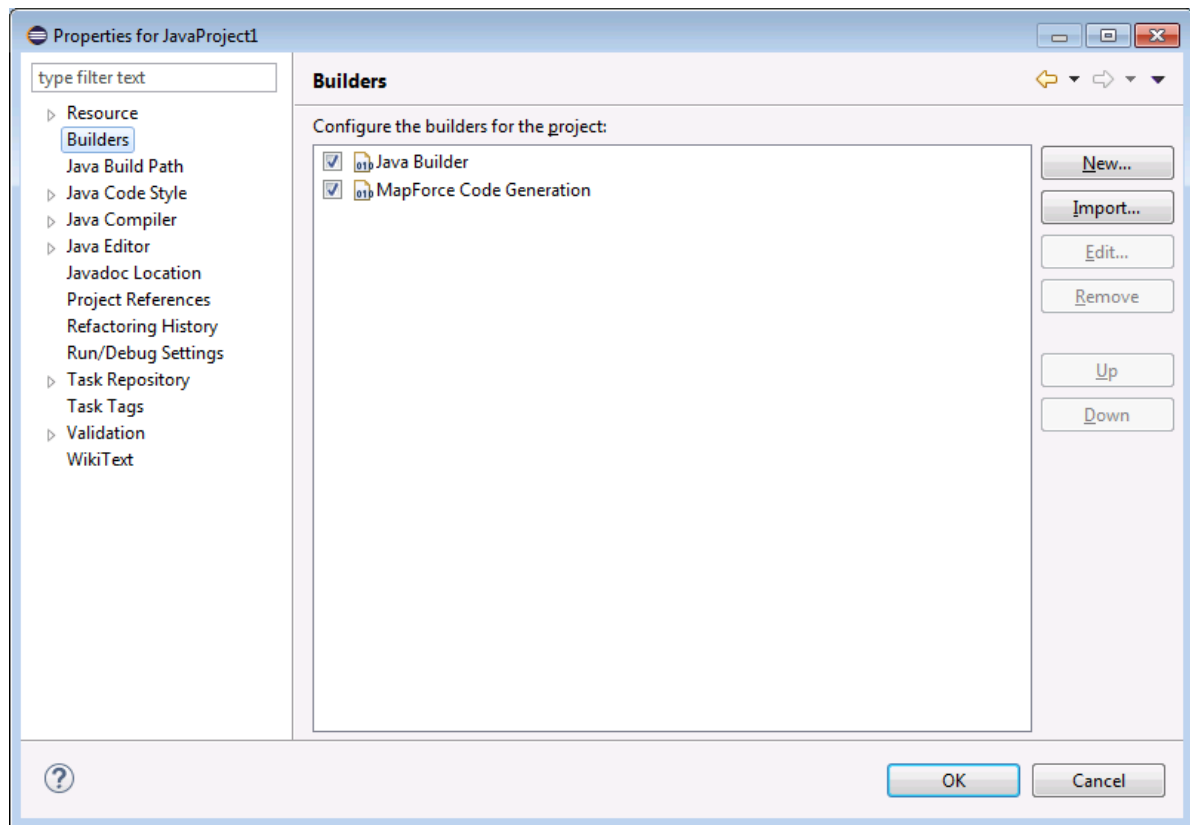 Properties for JavaProject1
type filter text
Resource
Builders
Java Build Path
Java Code Style
Java Compiler
Java Editor
Javadoc Location
Project References
Refactoring History
Run/Debug Settings
Task Repository
Task Tags
Validation
WikiText
Builders
Configure the builders for the project:
010 Java Builder
010 MapForce Code Generation
New...
Import...
Edit...
Remove
Up
Down
?
OK
Cancel